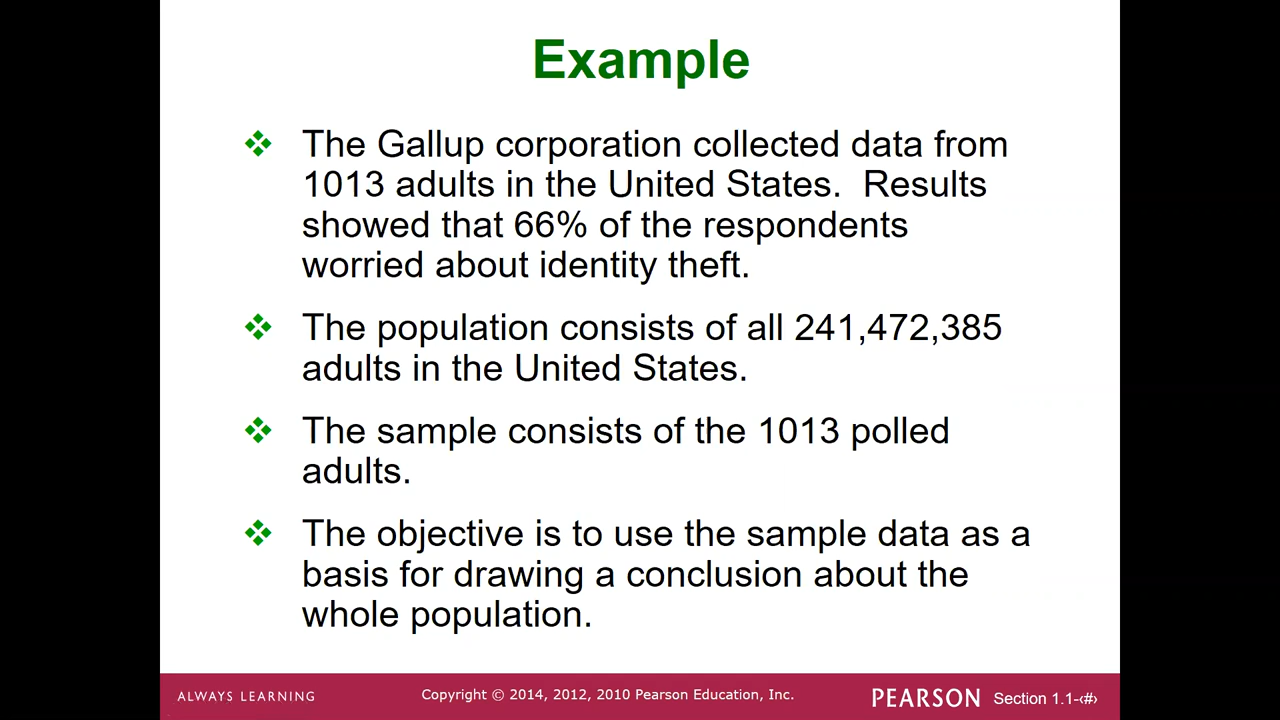 Example
The Gallup corporation collected data from
1013 adults in the United States.  Results
showed that 66% of the respondents
worried about identity theft.
The population consists of all 241,472,385
adults in the United States.
The sample consists of the 1013 polled
adults.
The objective is to use the sample data as a
basis for drawing a conclusion about the
whole population.
ALWAYS LEARNING
Copyright © 2014, 2012, 2010 Pearson Education, Inc.
PEARSON
Section 1.1-‹#›